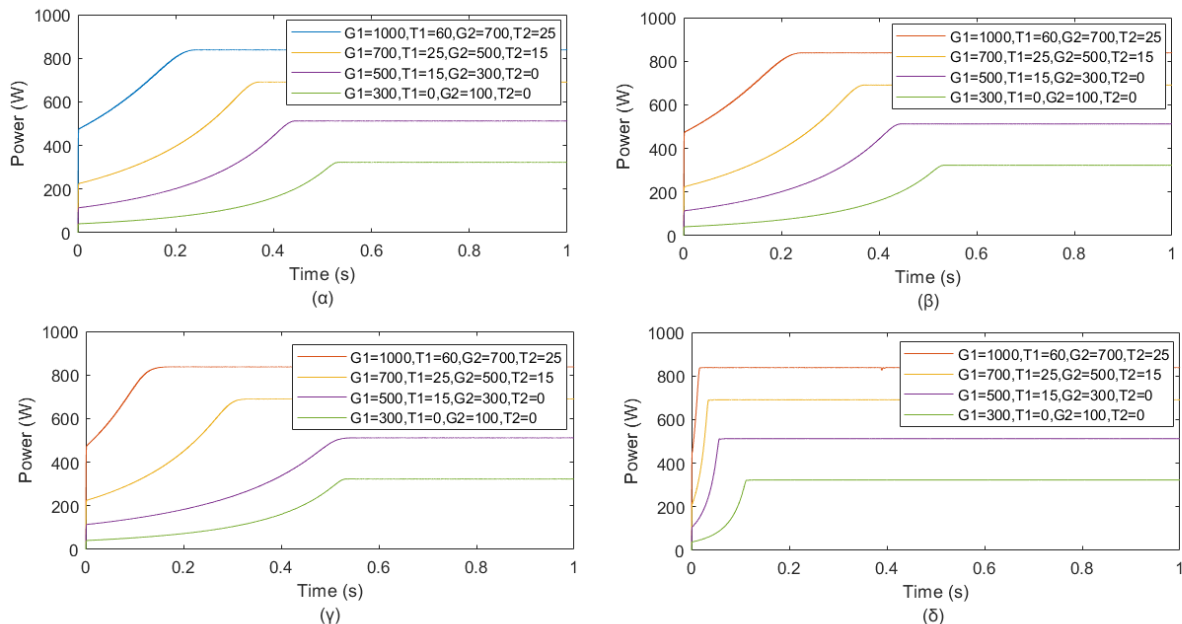 1000
800
600
400
200
0
Power (W)
G1=1000,T1=60,G2=700,T2=25
G1=700,T1=25,G2=500,T2=15
G1=500,T1=15,G2=300,T2=0
G1=300,T1=0,G2=100,T2=0
0 0.2 0.4 0.6 0.8 1
Time (s)
(α)
1000
800
600
400
200
0
Power (W)
G1=1000,T1=60,G2=700,T2=25
G1=700,T1=25,G2=500,T2=15
G1=500,T1=15,G2=300,T2=0
G1=300,T1=0,G2=100,T2=0
0 0.2 0.4 0.6 0.8 1
Time (s)
(β)
1000
800
600
400
200
0
Power (W)
G1=1000,T1=60,G2=700,T2=25
G1=700,T1=25,G2=500,T2=15
G1=500,T1=15,G2=300,T2=0
G1=300,T1=0,G2=100,T2=0
0 0.2 0.4 0.6 0.8 1
Time (s)
(γ)
1000
800
600
400
200
0
Power (W)
G1=1000,T1=60,G2=700,T2=25
G1=700,T1=25,G2=500,T2=15
G1=500,T1=15,G2=300,T2=0
G1=300,T1=0,G2=100,T2=0
0 0.2 0.4 0.6 0.8 1
Time (s)
(δ)